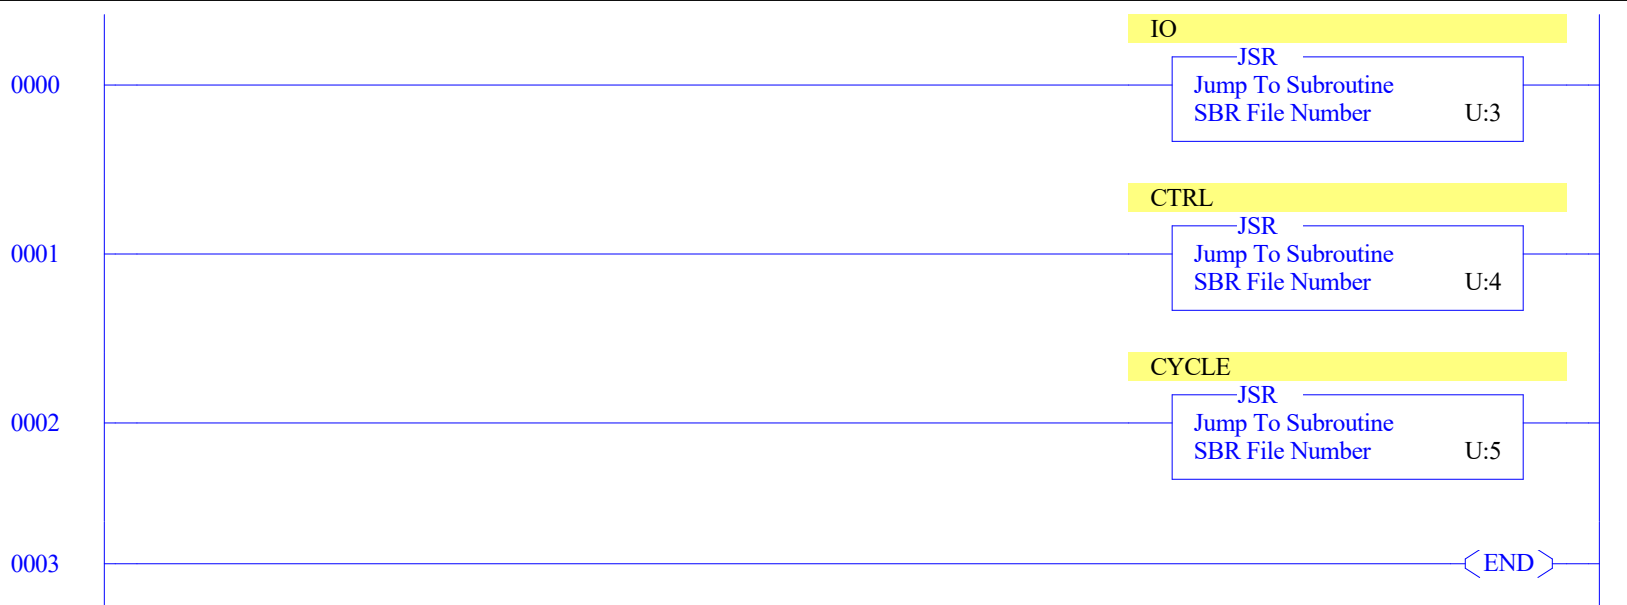 IO
JSR
0000
Jump To Subroutine
SBR File Number U:3
CTRL
JSR
0001
Jump To Subroutine
SBR File Number U:4
CYCLE
JSR
0002
Jump To Subroutine
SBR File Number U:5
0003 END